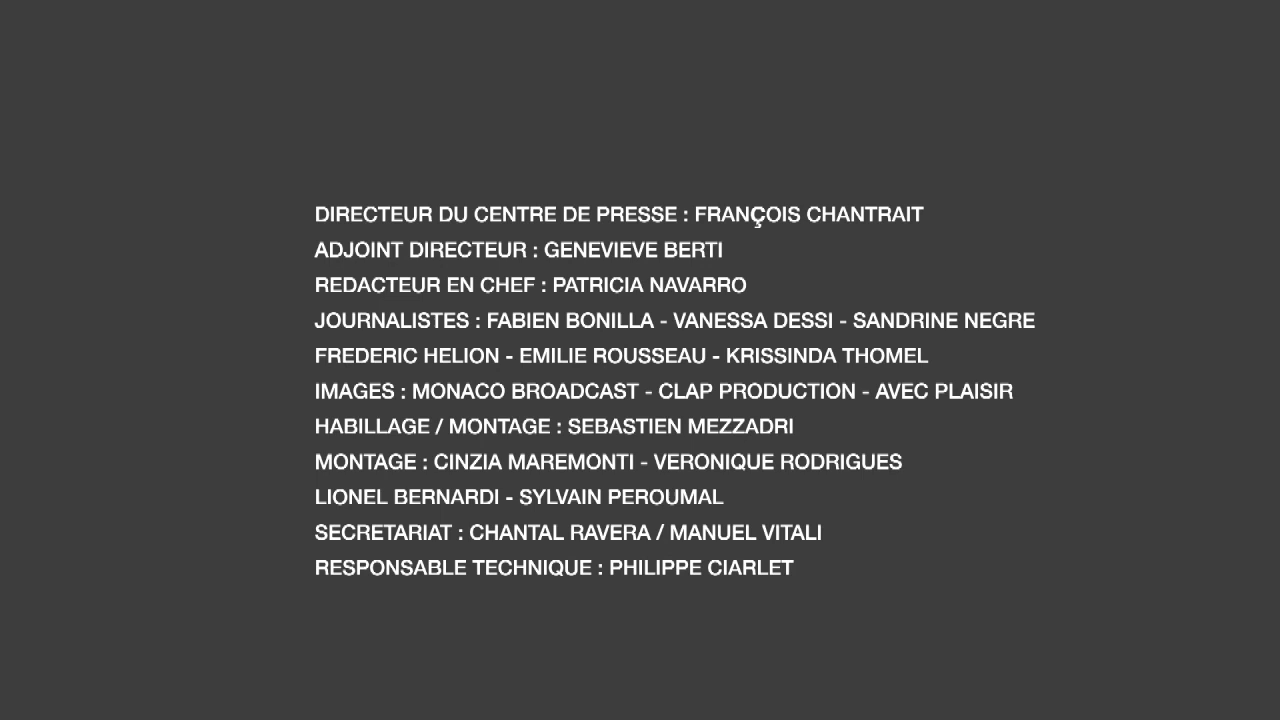 DIRECTEUR DU CENTRE DE PRESSE : FRANÇOIS CHANTRAIT
ADJOINT DIRECTEUR : GENEVIEVE BERTI
REDACTEUR EN CHEF : PATRICIA NAVARRO
JOURNALISTES : FABIEN BONILLA - VANESSA DESSI - SANDRINE NEGRE
FREDERIC HELION - EMILIE ROUSSEAU - KRISSINDA THOMEL
IMAGES : MONACO BROADCAST - CLAP PRODUCTION - AVEC PLAISIR
HABILLAGE / MONTAGE : SEBASTIEN MEZZADRI
MONTAGE : CINZIA MAREMONTI - VERONIQUE RODRIGUES
LIONEL BERNARDI - SYLVAIN PEROUMAL
SECRETARIAT : CHANTAL RAVERA / MANUEL VITALI
RESPONSABLE TECHNIQUE : PHILIPPE CIARLET